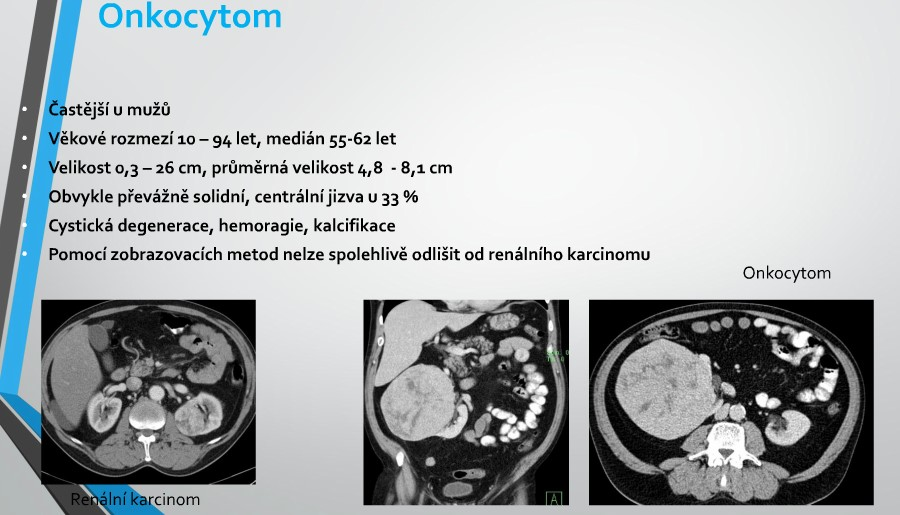 Onkocytom
Častější u mužů
Věkové rozmezí 10 – 94 let, medián 55-62 let
Velikost 0,3 – 26 cm, průměrná velikost 4,8 - 8,1 cm
Obvykle převážně solidní, centrální jizva u 33 %
Cystická degenerace, hemoragie, kalcifikace
Pomocí zobrazovacích metod nelze spolehlivě odlišit od renálního karcinomu
Onkocytom
A
Renální karcinom